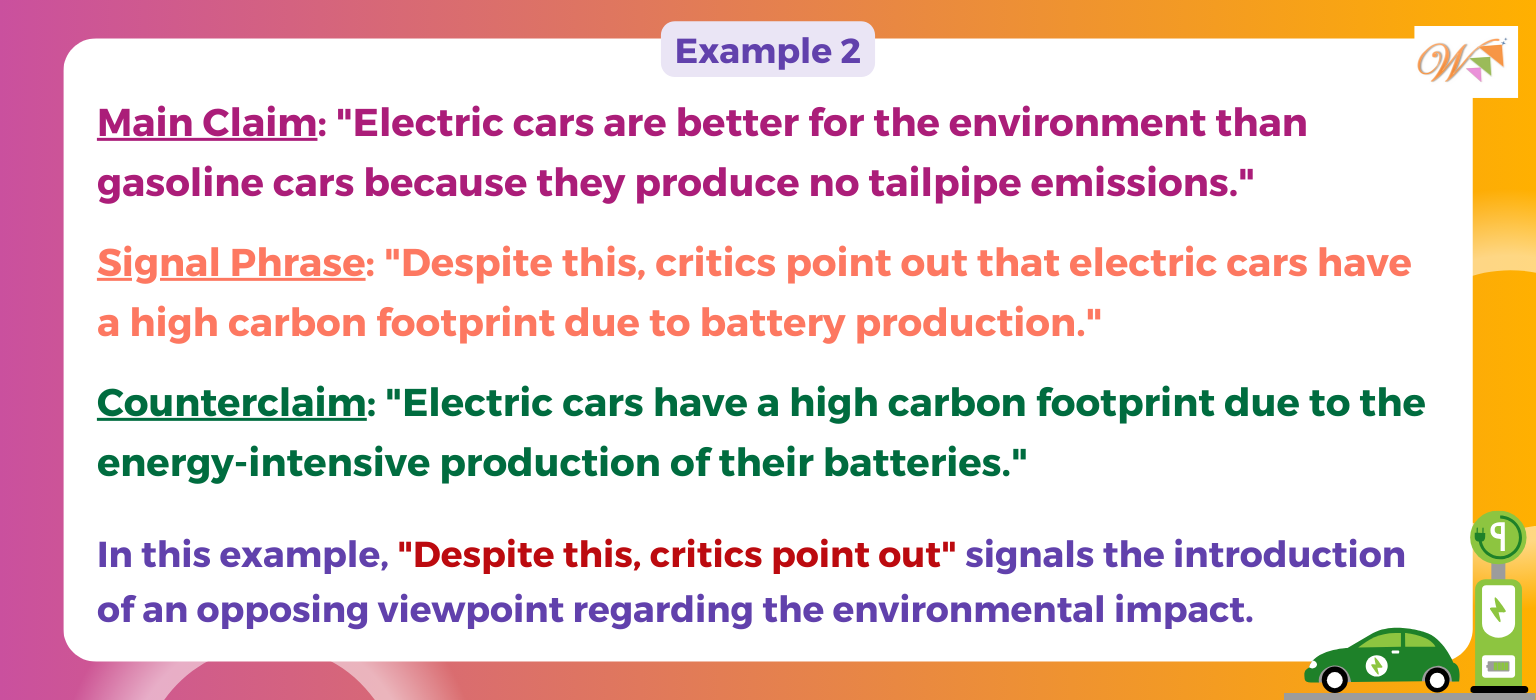 Example 2
Main Claim: "Electric cars are better for the environment than
gasoline cars because they produce no tailpipe emissions."
Signal Phrase: "Despite this, critics point out that electric cars have
a high carbon footprint due to battery production."
Counterclaim: "Electric cars have a high carbon footprint due to the
energy-intensive production of their batteries."
In this example, "Despite this, critics point out" signals the introduction
of an opposing viewpoint regarding the environmental impact.